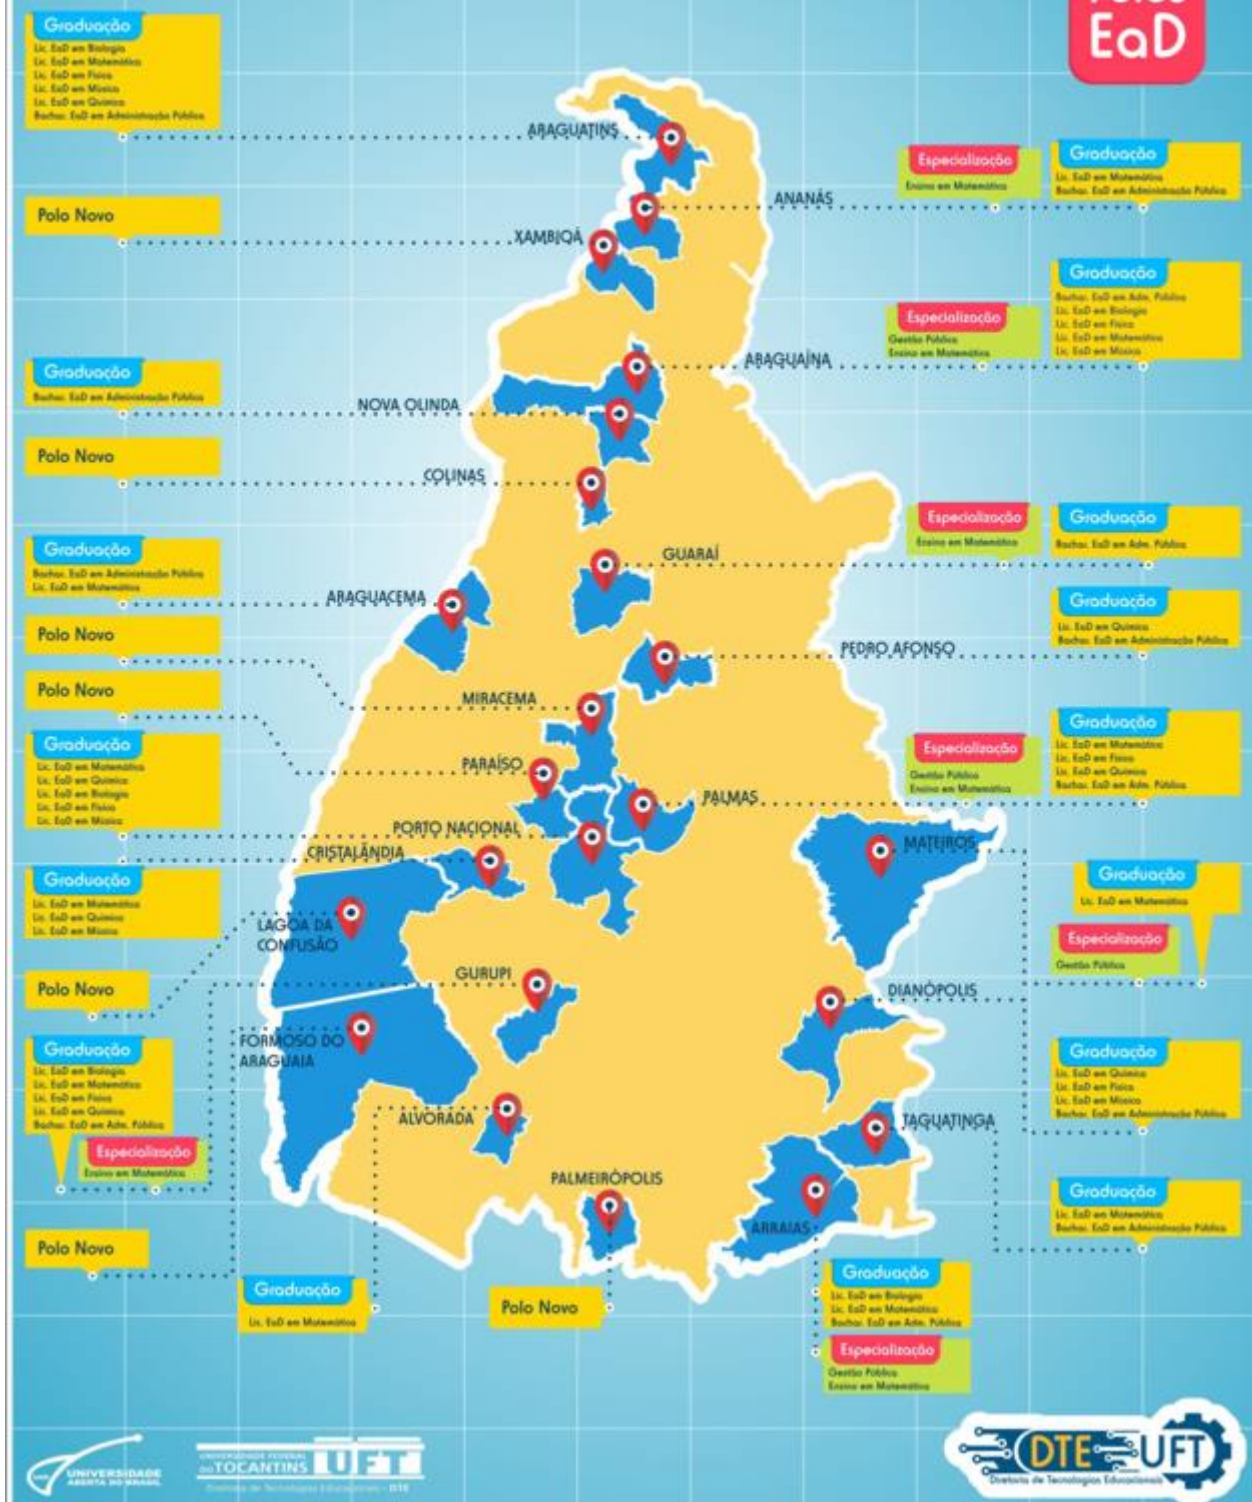 EaD
Graduação
Lic. EaD em Biologia
Lic. EaD em Matemática
Lic. EaD em Física
Lic. EaD em Música
Lic. EaD em Química
Bachar. EaD em Administração Pública
ARAGUATINS
Especialização
Ensino em Matemática
Graduação
Lic. EaD em Matemática
Bachar. EaD em Administração Pública
ANANÁS
Polo Novo
XAMBIOÁ
Graduação
Bachar. EaD em Adm. Pública
Lic. EaD em Biologia
Lic. EaD em Física
Lic. EaD em Matemática
Lic. EaD em Música
Especialização
Gestão Pública
Ensino em Matemática
ARAGUAÍNA
Graduação
Bachar. EaD em Administração Pública
NOVA OLINDA
Polo Novo
COLINAS
Especialização
Ensino em Matemática
Graduação
Bachar. EaD em Adm. Pública
GUARAÍ
Graduação
Bachar. EaD em Administração Pública
Lic. EaD em Matemática
ARAGUACEMA
Graduação
Lic. EaD em Química
Bachar. EaD em Administração Pública
PEDRO AFONSO
Polo Novo
MIRACEMA
Polo Novo
PARAÍSO
Especialização
Gestão Pública
Ensino em Matemática
Graduação
Lic. EaD em Matemática
Lic. EaD em Física
Lic. EaD em Química
Bachar. EaD em Adm. Pública
PALMAS
Graduação
Lic. EaD em Matemática
Lic. EaD em Química
Lic. EaD em Biologia
Lic. EaD em Física
Lic. EaD em Música
PORTO NACIONAL
CRISTALÂNDIA
MATEIROS
Graduação
Lic. EaD em Matemática
Lic. EaD em Química
Lic. EaD em Música
Graduação
Lic. EaD em Matemática
Especialização
Gestão Pública
LAGOA DA
CONFUSÃO
Polo Novo
GURUPI
DIANÓPOLIS
FORMOSO DO
ARAGUAIA
Graduação
Lic. EaD em Biologia
Lic. EaD em Matemática
Lic. EaD em Física
Lic. EaD em Química
Bachar. EaD em Adm. Pública
Especialização
Ensino em Matemática
Graduação
Lic. EaD em Química
Lic. EaD em Física
Lic. EaD em Música
Bachar. EaD em Administração Pública
ALVORADA
TAGUATINGA
PALMEIRÓPOLIS
Graduação
Lic. EaD em Matemática
Bachar. EaD em Administração Pública
ARRAIAS
Polo Novo
Graduação
Lic. EaD em Matemática
Polo Novo
Graduação
Lic. EaD em Biologia
Lic. EaD em Matemática
Bachar. EaD em Adm. Pública
Especialização
Gestão Pública
Ensino em Matemática
UNIVERSIDADE
ABERTA DO BRASIL
UNIVERSIDADE FEDERAL
DO TOCANTINS
UFT
Diretoria de Tecnologias Educacionais - DTE
DTE UFT
Diretoria de Tecnologias Educacionais